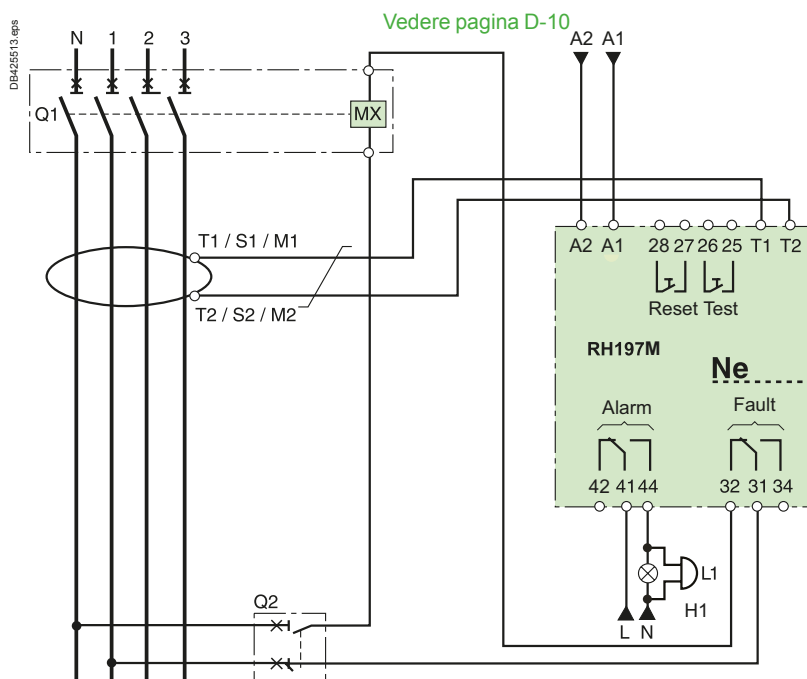 Vedere pagina D-10
DB425513.eps
N 1 2 3
A2 A1
Q1
MX
T1 / S1 / M1
T2 / S2 / M2
A2 A1 28 27 26 25 T1 T2
Reset Test
RH197M
Ne
Alarm Fault
42 41 44 32 31 34
L1
H1
L N
Q2